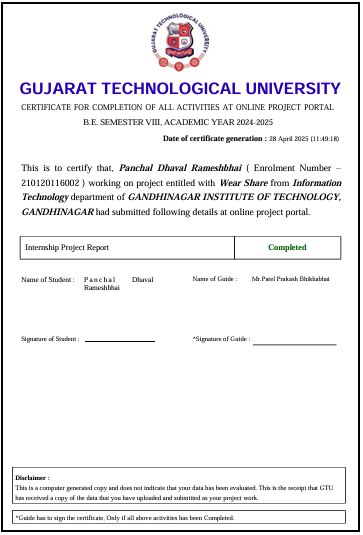 GUJARAT TECHNOLOGICAL UNIVERSITY
CERTIFICATE FOR COMPLETION OF ALL ACTIVITIES AT ONLINE PROJECT PORTAL
B.E. SEMESTER VIII, ACADEMIC YEAR 2024-2025
Date of certificate generation : 28 April 2025 (11:49:18)
This is to certify that, Panchal Dhaval Rameshbhai ( Enrolment Number –
210120116002 ) working on project entitled with Wear Share from Information
Technology department of GANDHINAGAR INSTITUTE OF TECHNOLOGY,
GANDHINAGAR had submitted following details at online project portal.
Internship Project Report Completed
Name of Student : Panchal Dhaval Name of Guide : Mr.Patel Prakash Bhikhabhai
Rameshbhai
Signature of Student : *Signature of Guide :
Disclaimer :
This is a computer generated copy and does not indicate that your data has been evaluated. This is the receipt that GTU
has received a copy of the data that you have uploaded and submitted as your project work.
*Guide has to sign the certificate, Only if all above activities has been Completed.